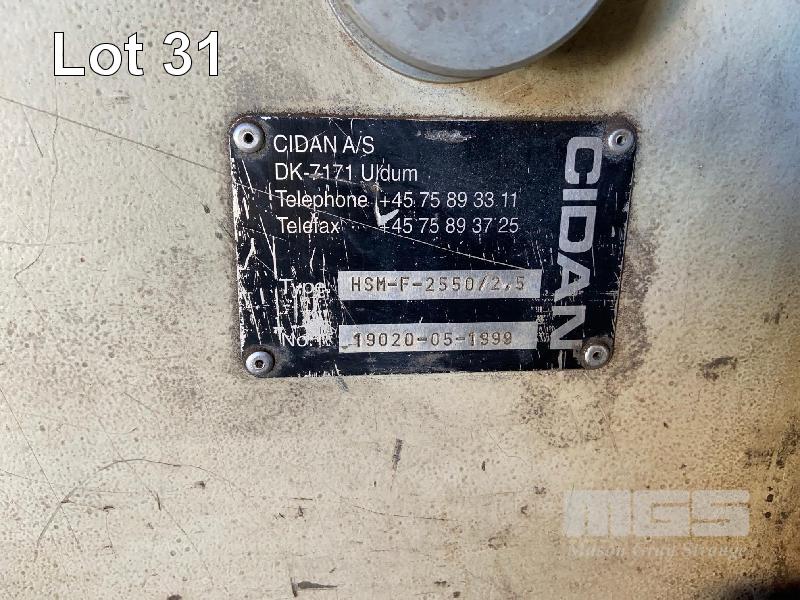 Lot 31
CIDAN A/S
DK-7171 Uldum
Telephone +45 75 89 33 11
Telefax +45 75 89 37 25
Type HSM-F-2550/2,5
No. 19020-05-1999
CIDAN
MGS
Mason Gray Strange